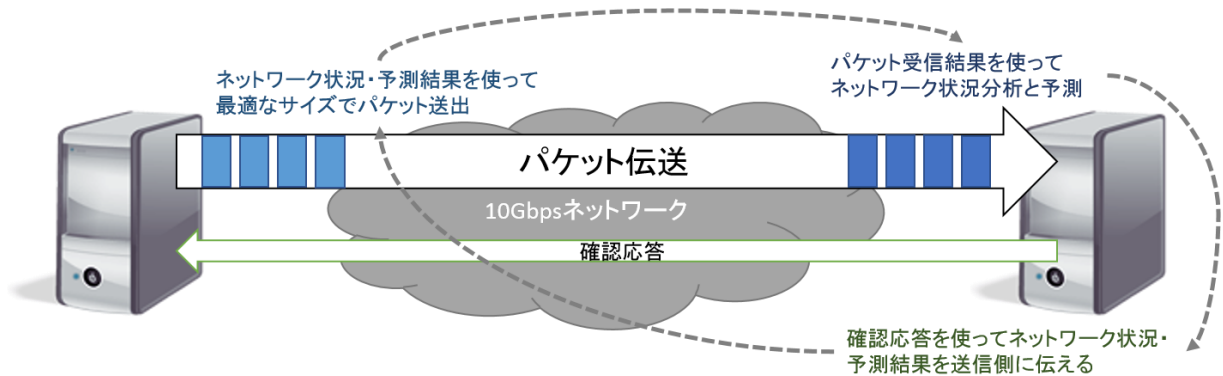 ネットワーク状況・予測結果を使って
最適なサイズでパケット送出
パケット受信結果を使って
ネットワーク状況分析と予測
パケット伝送
10Gbpsネットワーク
確認応答
確認応答を使ってネットワーク状況・
予測結果を送信側に伝える